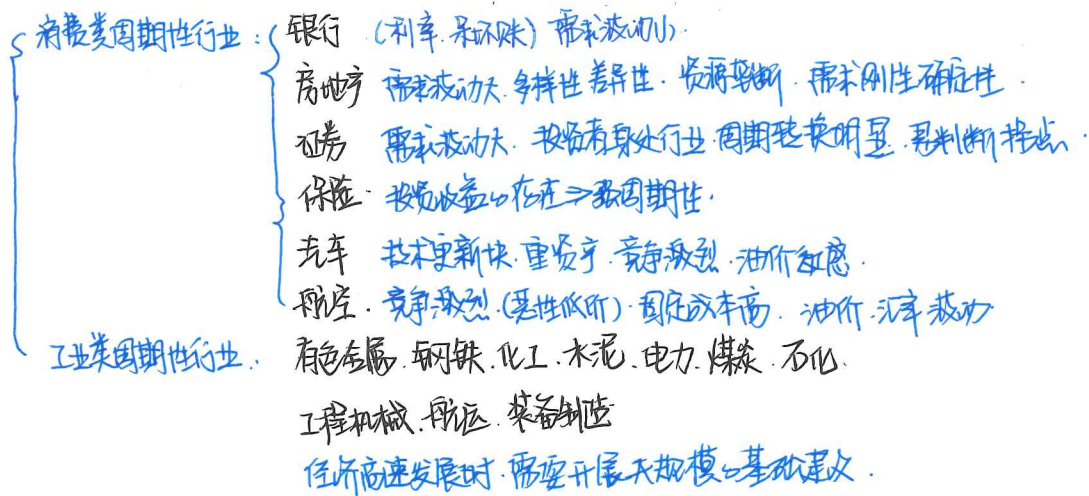 消费类周期性行业：银行（利率.呆坏账）需求波动小.
房地产 需求波动大.多样性差异性.资源垄断.需求刚性确定性.
证券 需求波动大.投资者身处行业.周期转换明显.易判断拐点.
保险.投资收益的存在⇒强周期性.
汽车 技术更新快.重资产.竞争激烈.油价敏感.
航空.竞争激烈.(恶性低价).固定成本高.油价.汇率波动
工业类周期性行业.有色金属.钢铁.化工.水泥.电力.煤炭.石化.
工程机械.航运.装备制造
经济高速发展时.需要开展大规模的基础建设.